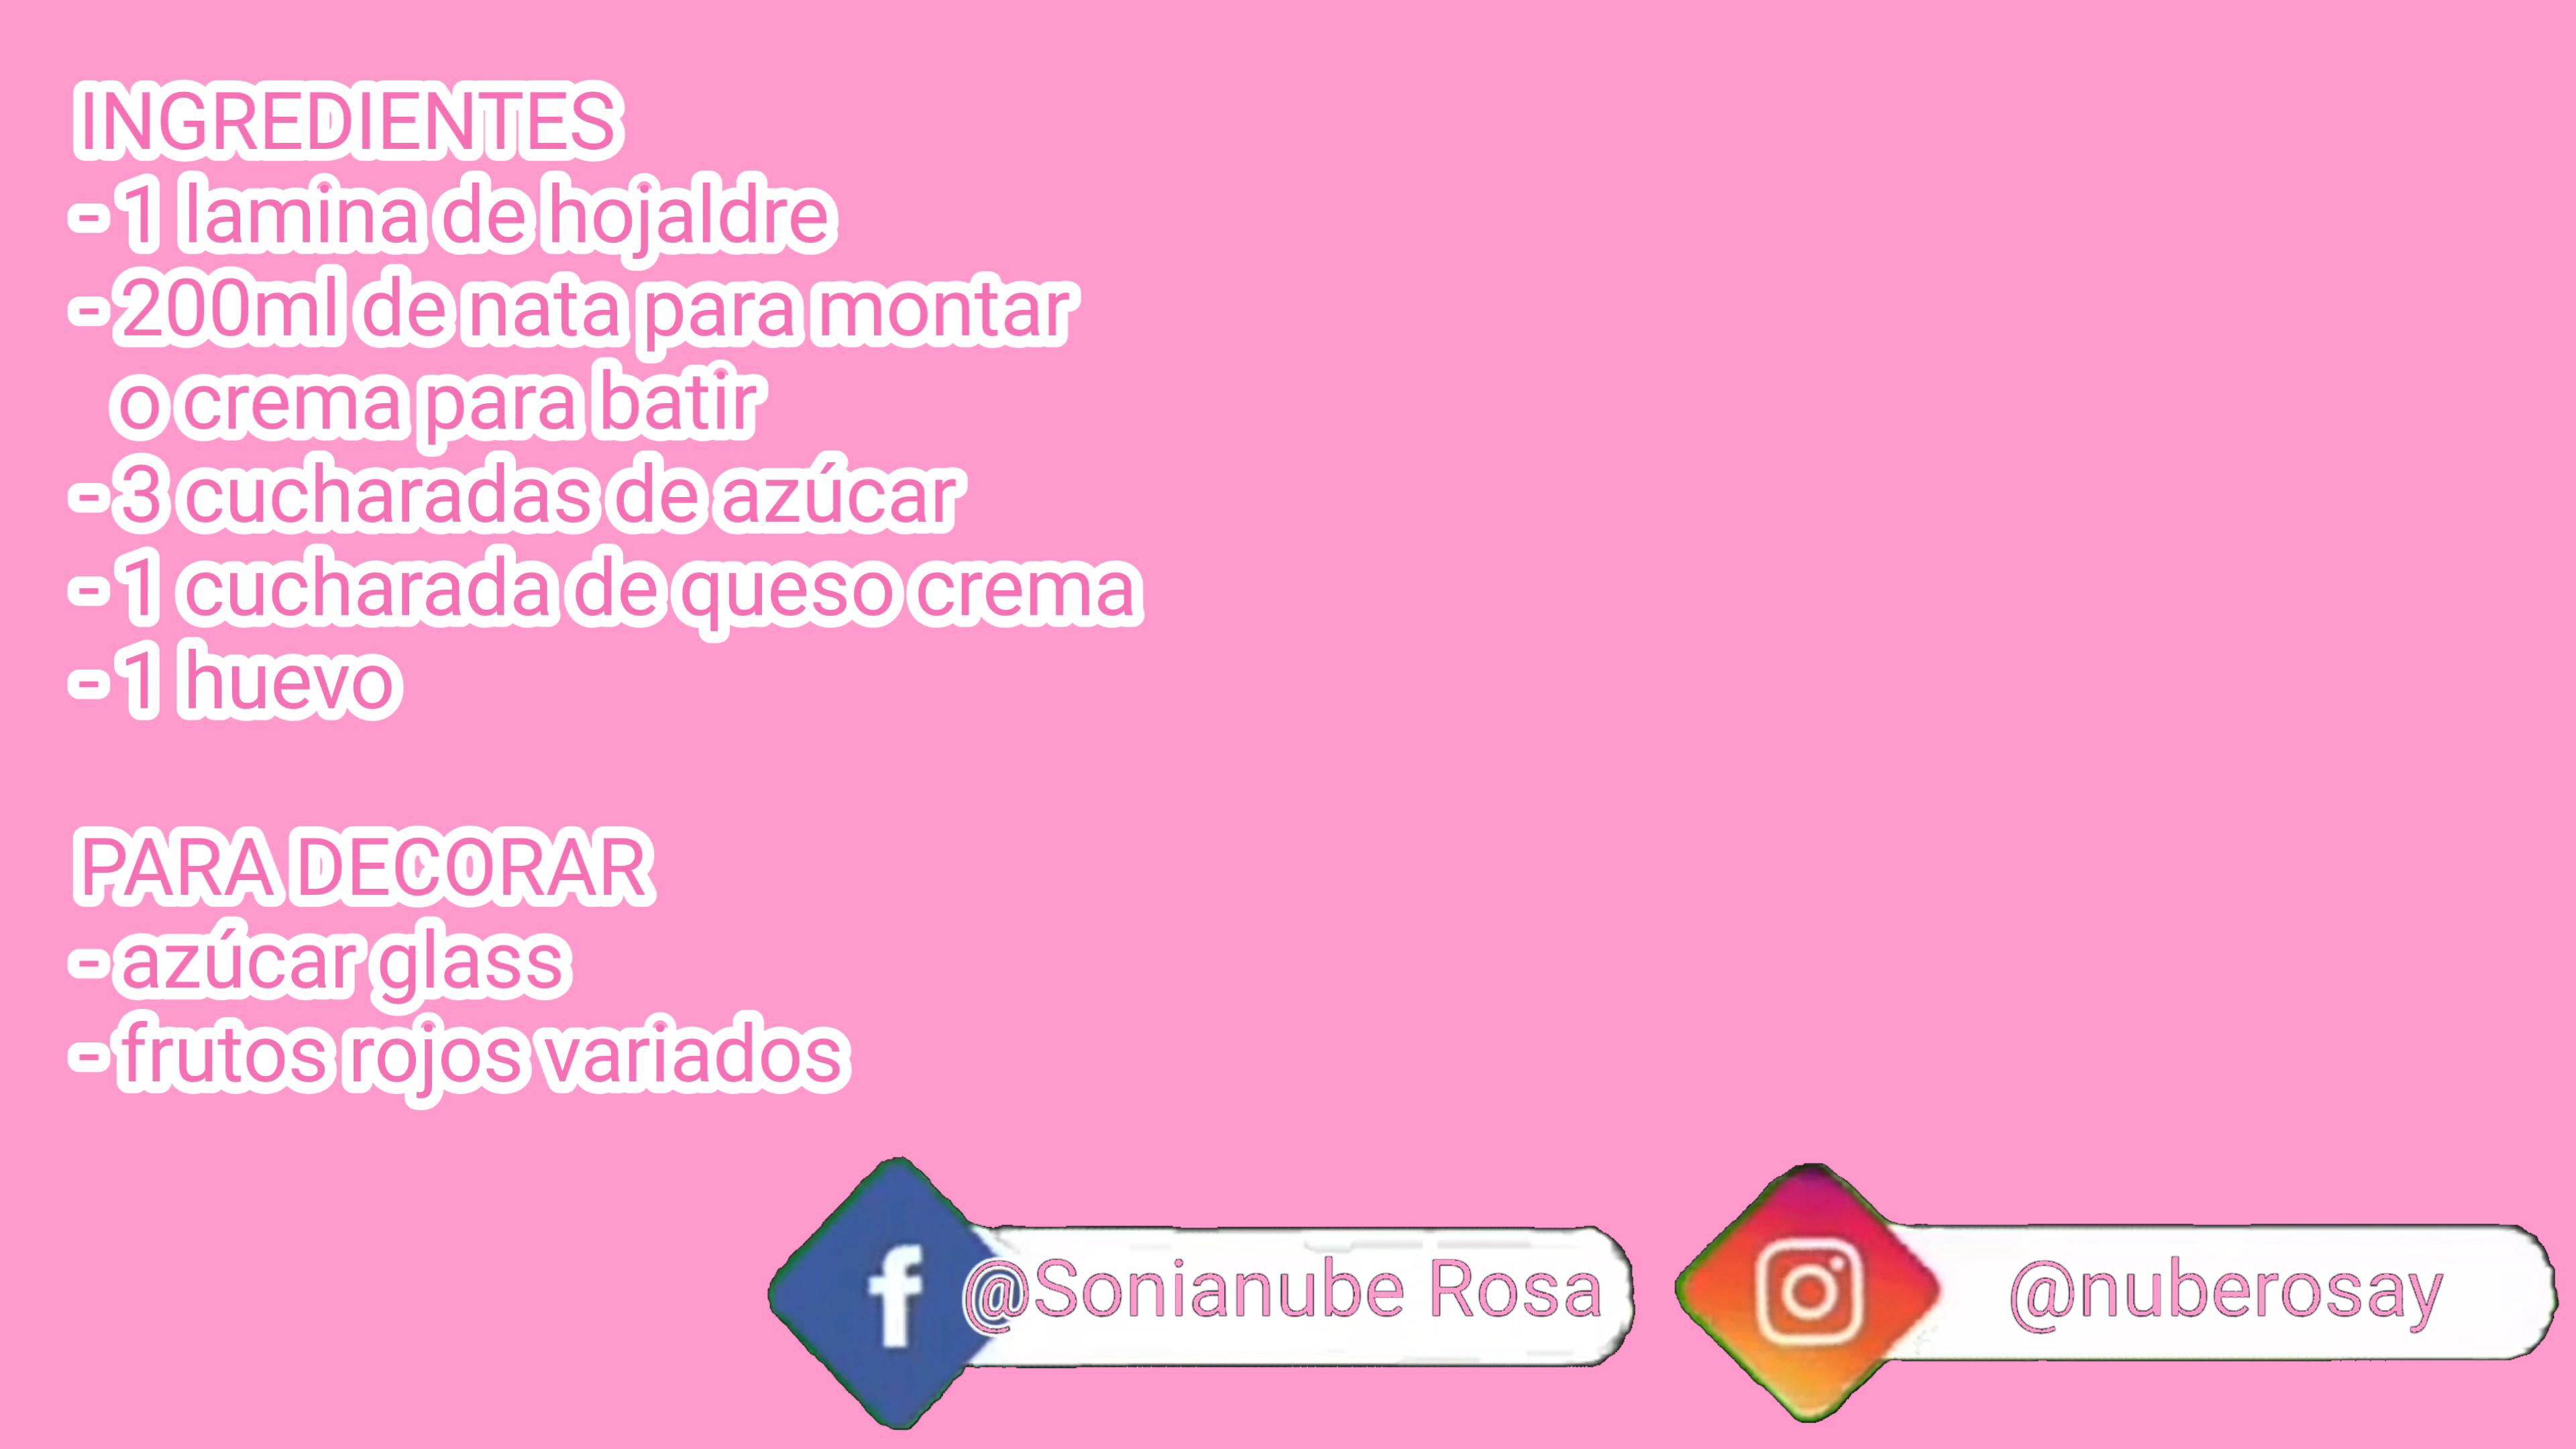 INGREDIENTES
- 1 lamina de hojaldre
- 200ml de nata para montar
o crema para batir
- 3 cucharadas de azúcar
- 1 cucharada de queso crema
- 1 huevo
PARA DECORAR
- azúcar glass
- frutos rojos variados
f @Sonianube Rosa
@nuberosay